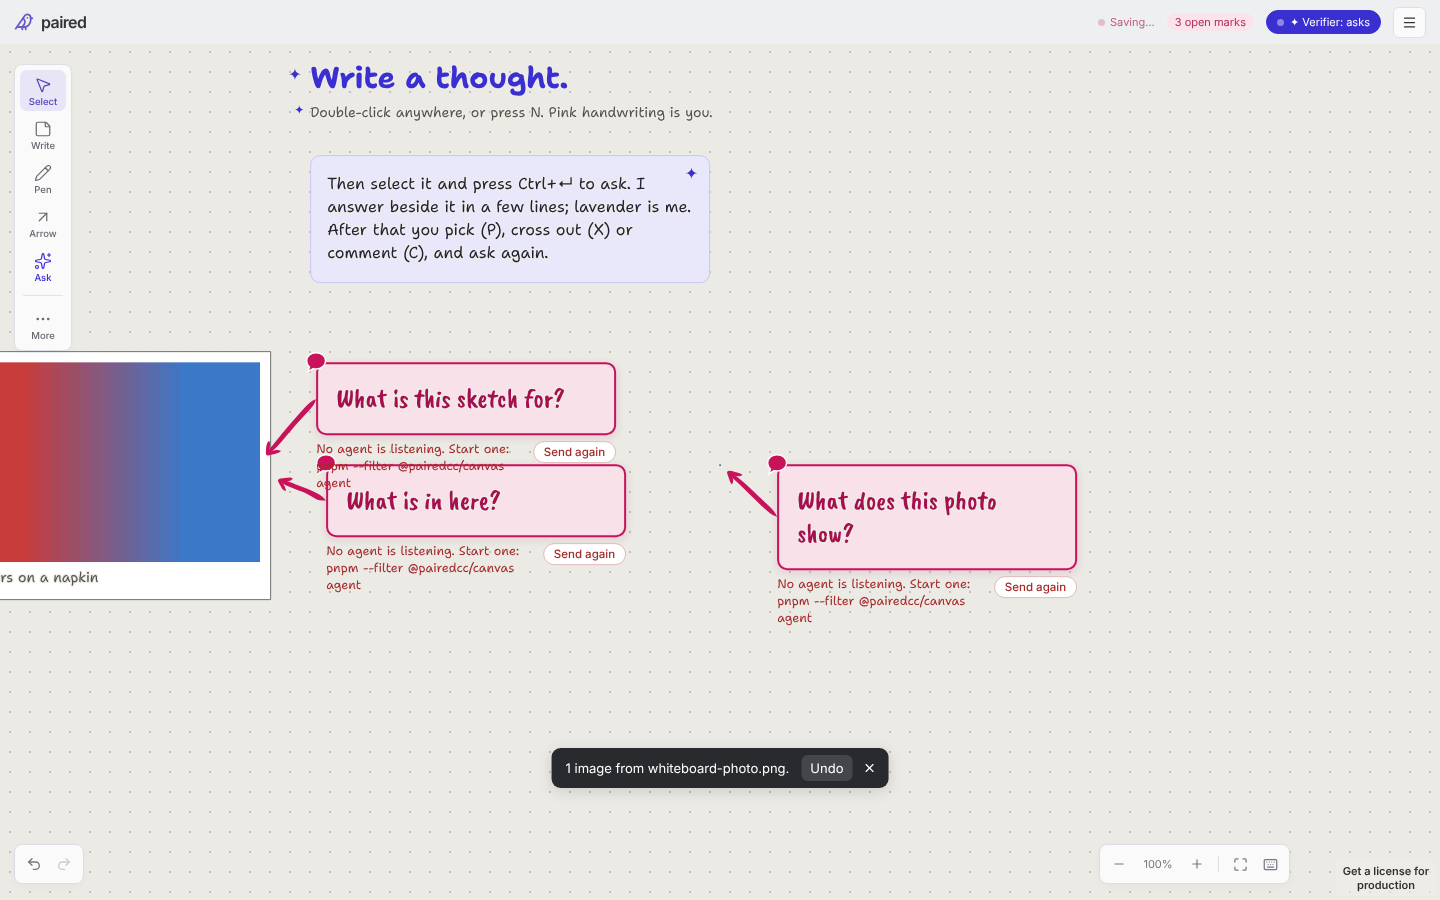 paired
Saving...
3 open marks
✦ Verifier: asks
Select
Write
Pen
Arrow
Ask
More
Write a thought.
Double-click anywhere, or press N. Pink handwriting is you.
Then select it and press Ctrl+↵ to ask. I
answer beside it in a few lines; lavender is me.
After that you pick (P), cross out (X) or
comment (C), and ask again.
What is this sketch for?
No agent is listening. Start one:
pnpm --filter @pairedcc/canvas
agent
Send again
What is in here?
No agent is listening. Start one:
pnpm --filter @pairedcc/canvas
agent
Send again
What does this photo
show?
No agent is listening. Start one:
pnpm --filter @pairedcc/canvas
agent
Send again
rs on a napkin
1 image from whiteboard-photo.png.
Undo
100%
Get a license for
production